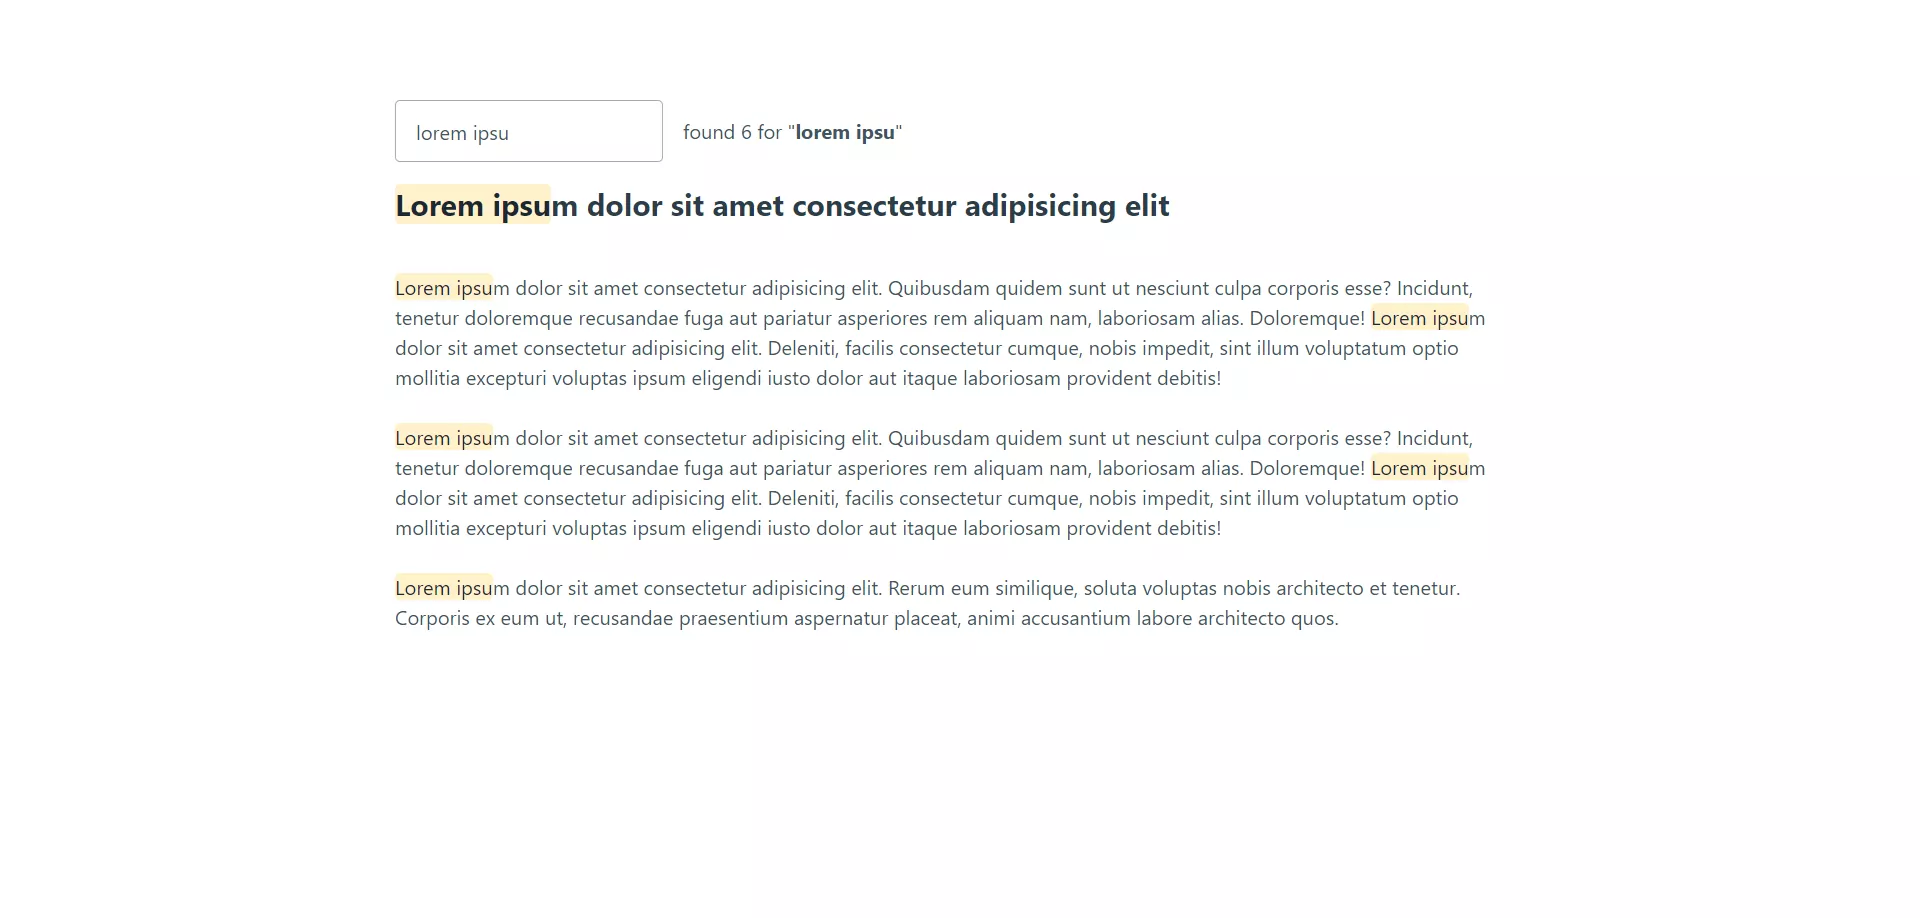 lorem ipsu
found 6 for "lorem ipsu"
Lorem ipsum dolor sit amet consectetur adipisicing elit
Lorem ipsum dolor sit amet consectetur adipisicing elit. Quibusdam quidem sunt ut nesciunt culpa corporis esse? Incidunt,
tenetur doloremque recusandae fuga aut pariatur asperiores rem aliquam nam, laboriosam alias. Doloremque! Lorem ipsum
dolor sit amet consectetur adipisicing elit. Deleniti, facilis consectetur cumque, nobis impedit, sint illum voluptatum optio
mollitia excepturi voluptas ipsum eligendi iusto dolor aut itaque laboriosam provident debitis!
Lorem ipsum dolor sit amet consectetur adipisicing elit. Quibusdam quidem sunt ut nesciunt culpa corporis esse? Incidunt,
tenetur doloremque recusandae fuga aut pariatur asperiores rem aliquam nam, laboriosam alias. Doloremque! Lorem ipsum
dolor sit amet consectetur adipisicing elit. Deleniti, facilis consectetur cumque, nobis impedit, sint illum voluptatum optio
mollitia excepturi voluptas ipsum eligendi iusto dolor aut itaque laboriosam provident debitis!
Lorem ipsum dolor sit amet consectetur adipisicing elit. Rerum eum similique, soluta voluptas nobis architecto et tenetur.
Corporis ex eum ut, recusandae praesentium aspernatur placeat, animi accusantium labore architecto quos.